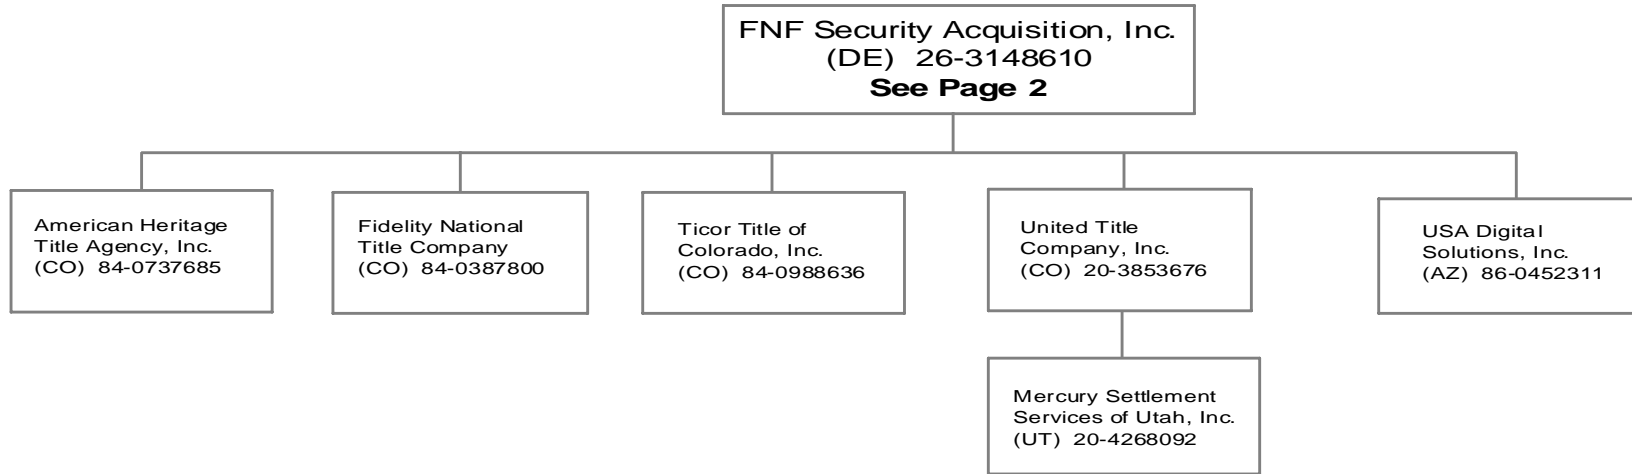 FNF Security Acquisition, Inc.
(DE) 26-3148610
See Page 2
American Heritage
Title Agency, Inc.
(CO) 84-0737685
Fidelity National
Title Company
(CO) 84-0387800
Ticor Title of
Colorado, Inc.
(CO) 84-0988636
United Title
Company, Inc.
(CO) 20-3853676
USA Digital
Solutions, Inc.
(AZ) 86-0452311
Mercury Settlement
Services of Utah, Inc.
(UT) 20-4268092